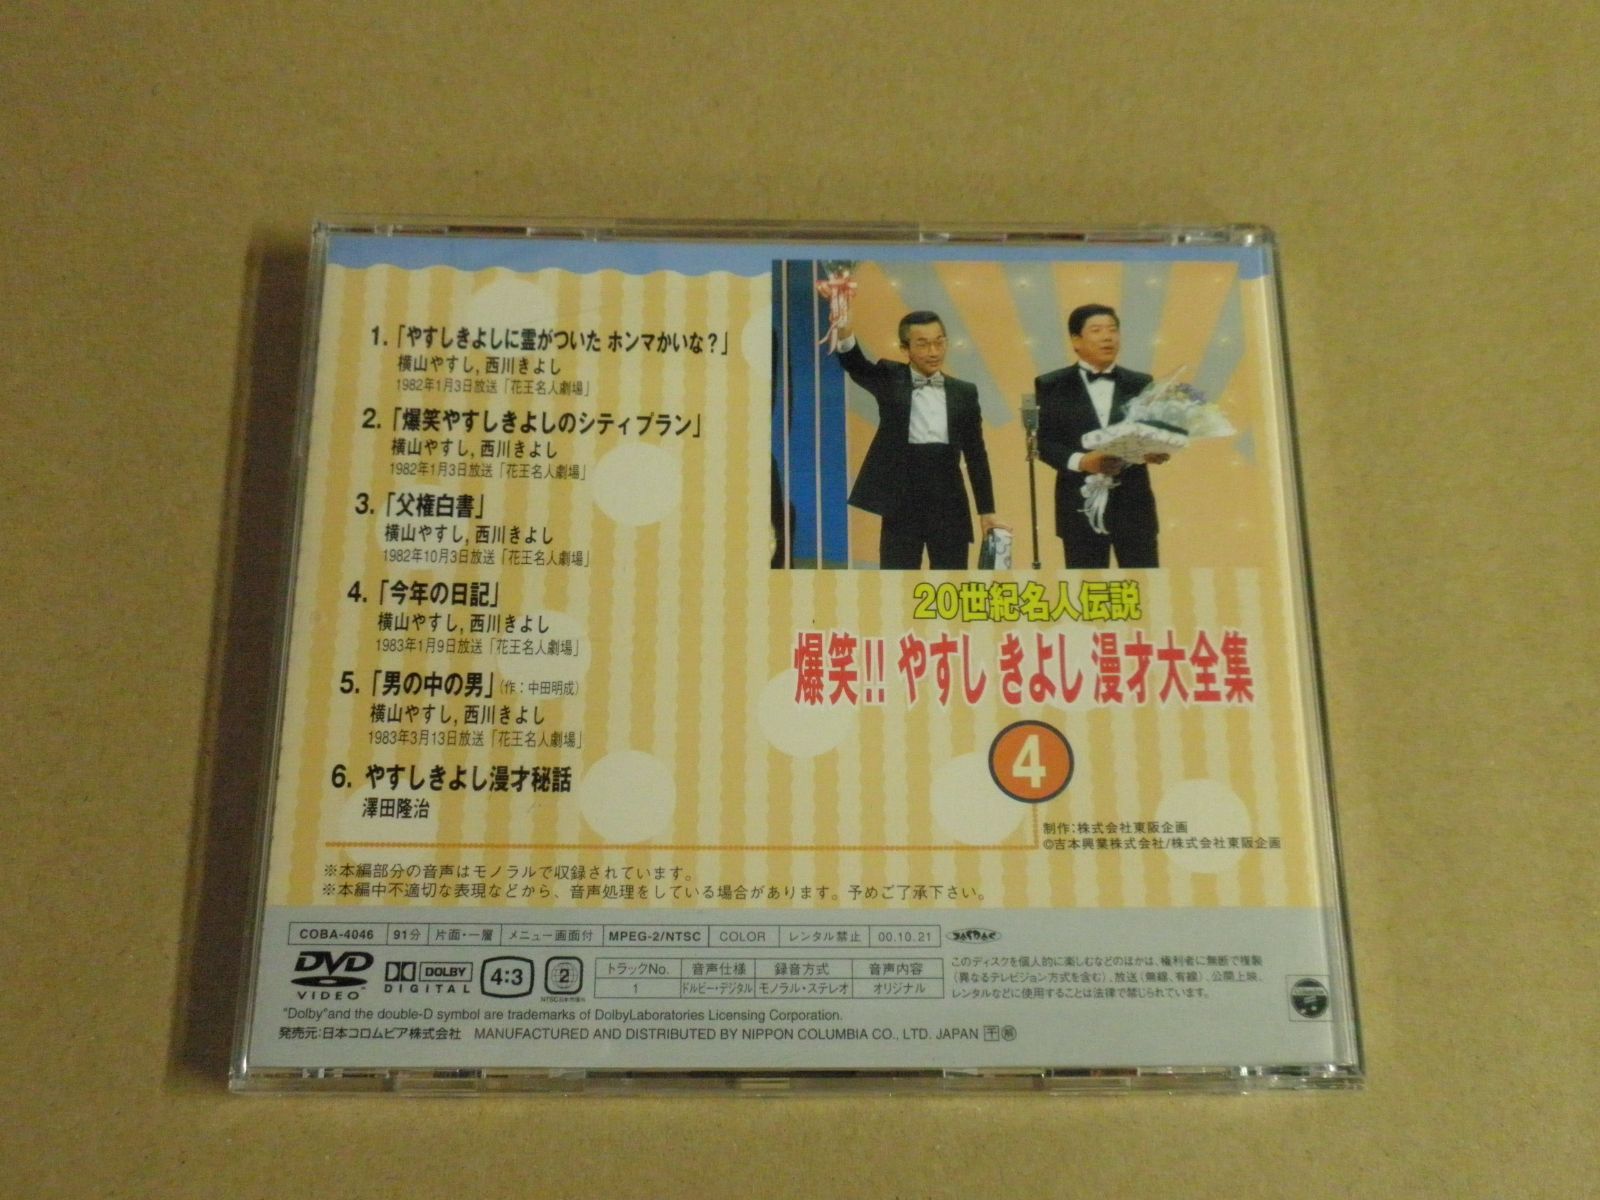 1.「やすしきよしに霊がついた ホンマかいな？」
横山やすし, 西川きよし
1982年1月3日放送「花王名人劇場」
2.「爆笑やすしきよしのシティプラン」
横山やすし, 西川きよし
1982年1月3日放送「花王名人劇場」
3.「父権白書」
横山やすし, 西川きよし
1982年10月3日放送「花王名人劇場」
4.「今年の日記」
横山やすし, 西川きよし
1983年1月9日放送「花王名人劇場」
5.「男の中の男」(作：中田明成)
横山やすし, 西川きよし
1983年3月13日放送「花王名人劇場」
6. やすしきよし漫才秘話
澤田隆治
20世紀名人伝説
爆笑!! やすし きよし 漫才大全集
4
制作：株式会社東阪企画
©吉本興業株式会社/株式会社東阪企画
※本編部分の音声はモノラルで収録されています。
※本編中不適切な表現などから、音声処理をしている場合があります。予めご了承下さい。
COBA-4046 91分 片面・一層 メニュー画面付 MPEG-2/NTSC COLOR レンタル禁止 00.10.21
DVD VIDEO
DOLBY DIGITAL
4:3
2
NTSC日本市場向
トラックNo. 音声仕様 録音方式 音声内容
1 ドルビー・デジタル モノラル・ステレオ オリジナル
このディスクを個人的に楽しむなどのほかは、権利者に無断で複製
(異なるテレビジョン方式を含む)、放送(無線、有線)、公開上映、
レンタルなどに使用することは法律で禁じられています。
"Dolby"and the double-D symbol are trademarks of DolbyLaboratories Licensing Corporation.
発売元：日本コロムビア株式会社 MANUFACTURED AND DISTRIBUTED BY NIPPON COLUMBIA CO., LTD. JAPAN